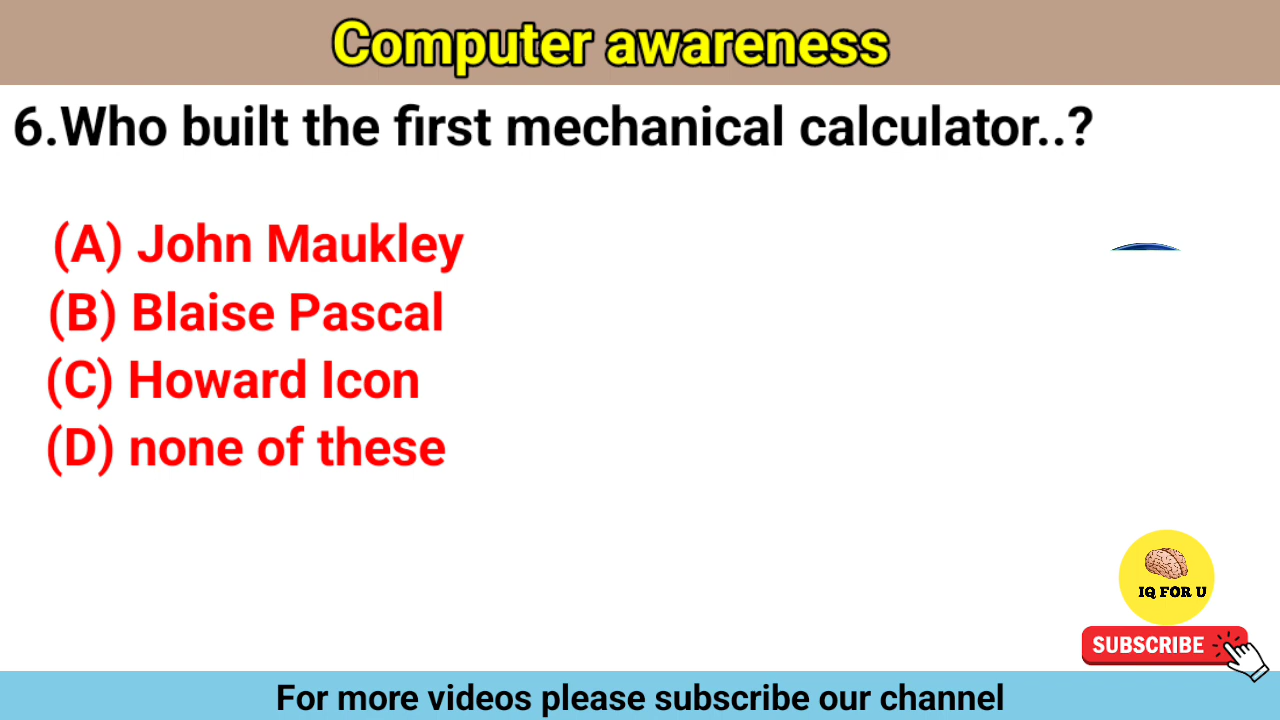 Computer awareness
6.Who built the first mechanical calculator..?
(A) John Maukley
(B) Blaise Pascal
(C) Howard Icon
(D) none of these
IQ FOR U
SUBSCRIBE
For more videos please subscribe our channel